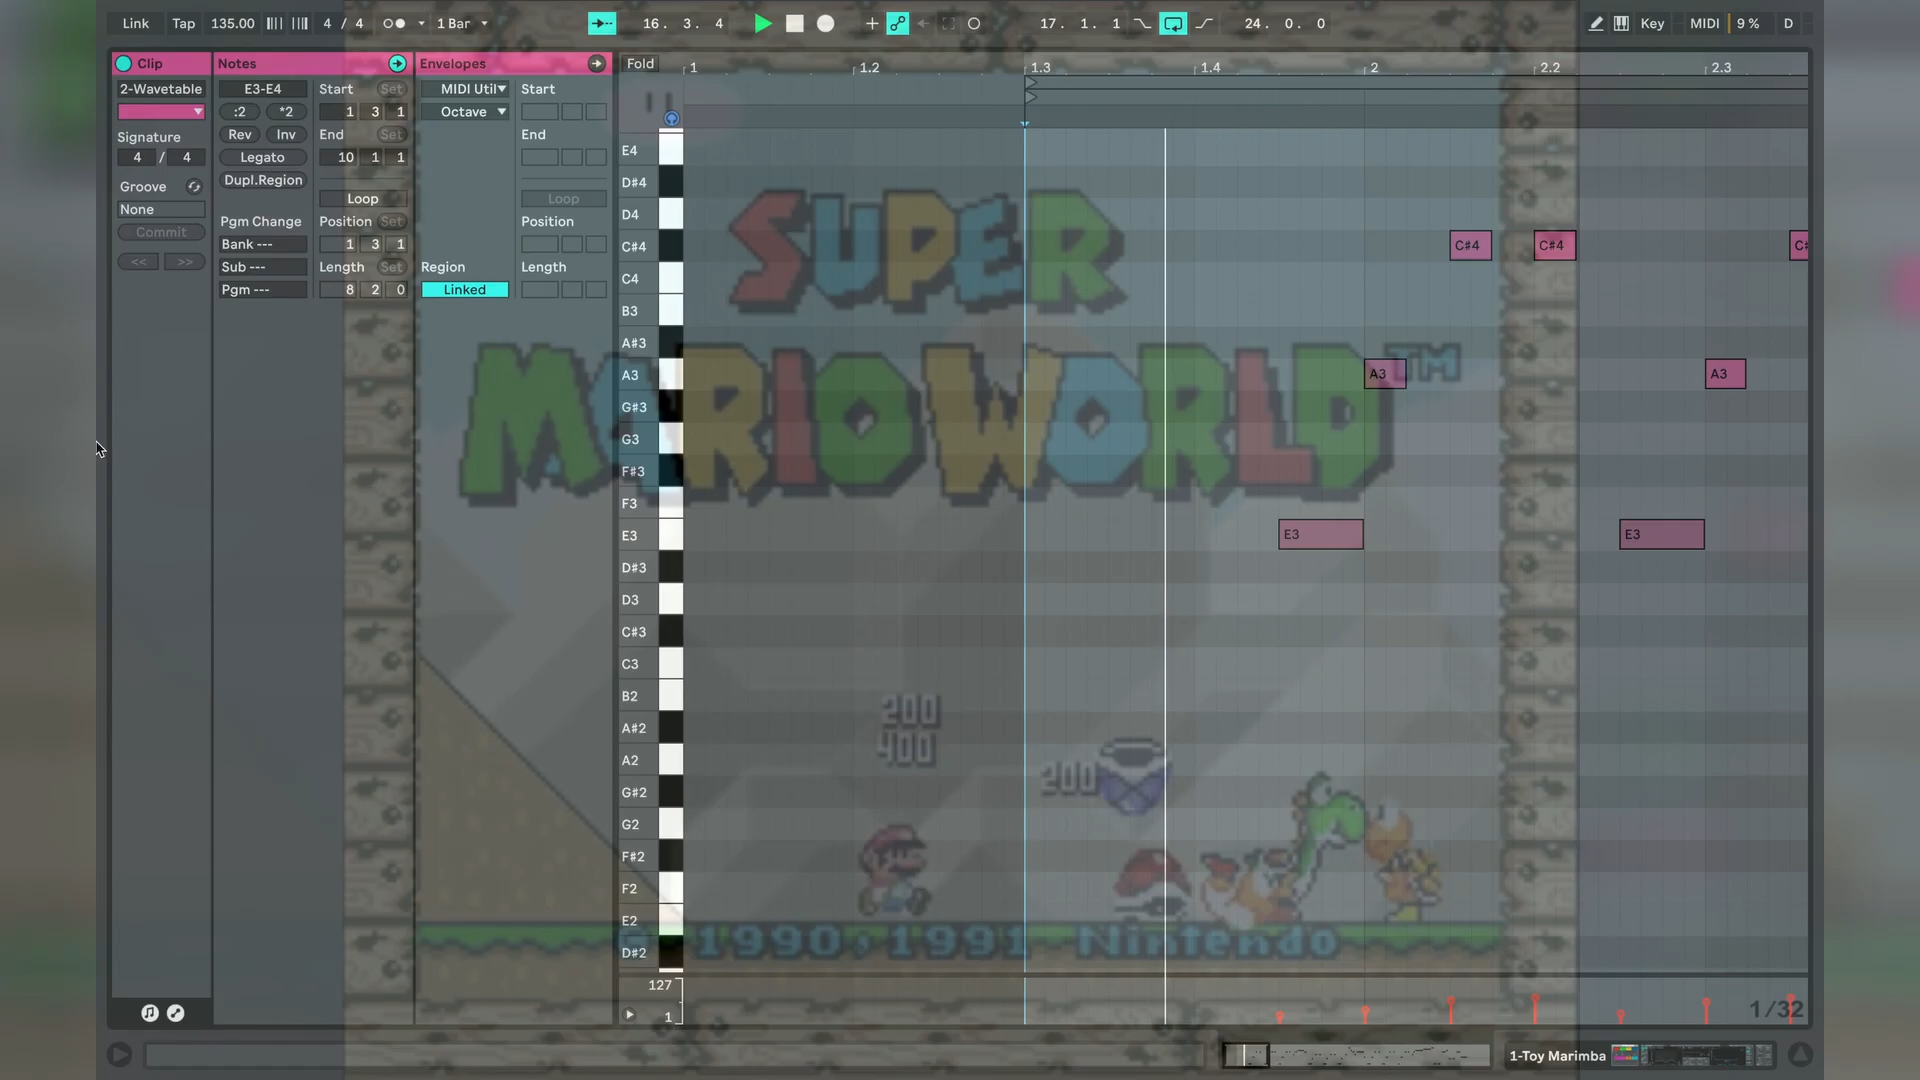 Link Tap 135.00 4 / 4 1 Bar 16. 3. 4 17. 1. 1 24. 0. 0 Key MIDI 9 % D
Clip Notes Envelopes Fold 1 1.2 1.3 1.4 2 2.2 2.3
2-Wavetable E3-E4 Start Set MIDI Util Start
:2 *2 1 3 1 Octave
Signature Rev Inv End Set End
4 / 4 Legato 10 1 1
Groove Dupl.Region
None Loop Loop
Commit Pgm Change Position Set Position
<< >> Bank --- 1 3 1
Sub --- Length Set Region Length
Pgm --- 8 2 0 Linked
E4
D#4
D4
C#4 C#4 C#4 C#
C4
B3
A#3
A3 A3 A3
G#3
G3
F#3
F3
E3 E3 E3
D#3
D3
C#3
C3
B2
A#2
A2
G#2
G2
F#2
F2
E2
D#2
SUPER
MARIO WORLD™
200
400
200
1990, 1991 Nintendo
127
1 1/32
1-Toy Marimba